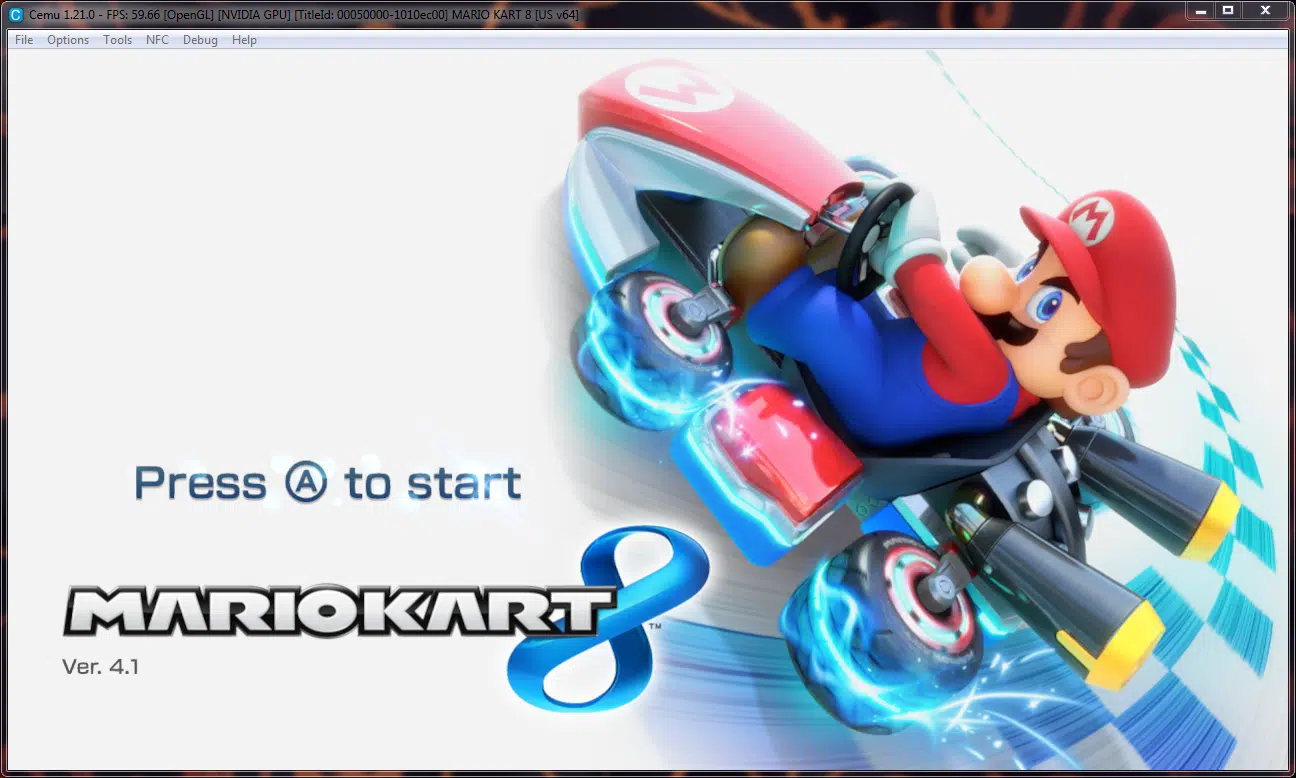 Cemu 1.21.0 - FPS: 59.66 [OpenGL] [NVIDIA GPU] [TitleId: 00050000-1010ec00] MARIO KART 8 [US v64]
File Options Tools NFC Debug Help
M
M
Press A to start
MARIOKART 8 ™
Ver. 4.1